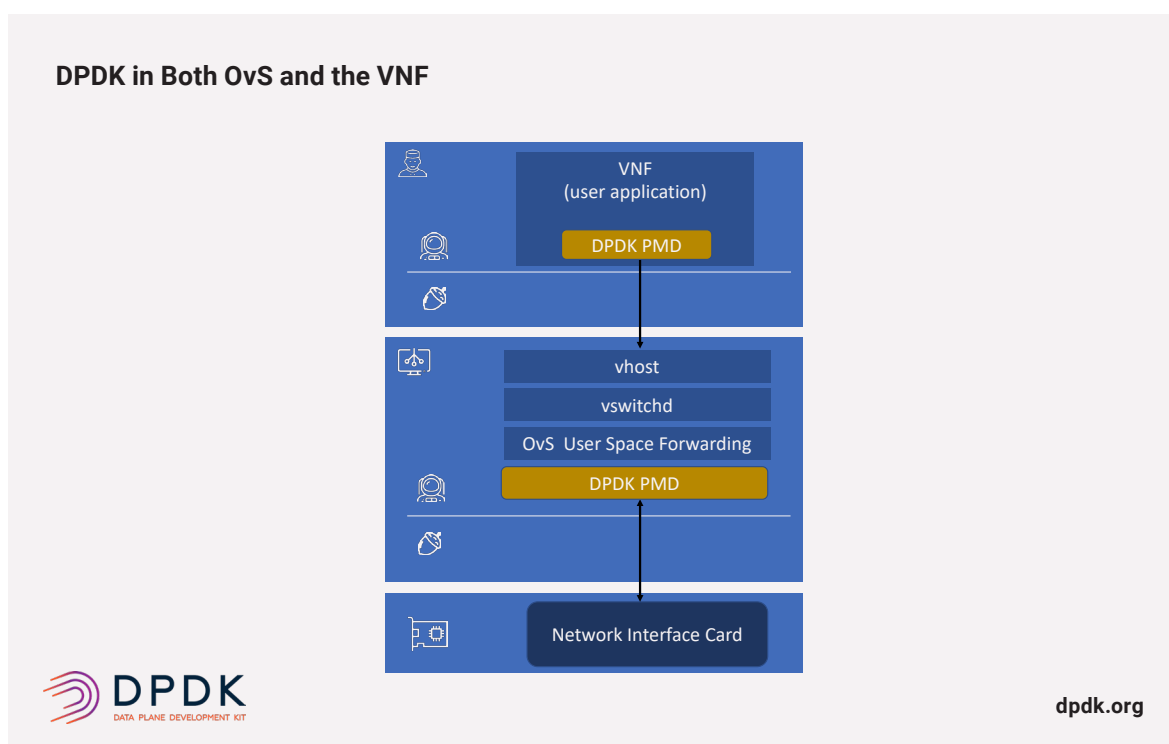 DPDK in Both OvS and the VNF
VNF
(user application)
DPDK PMD
vhost
vswitchd
OvS User Space Forwarding
DPDK PMD
Network Interface Card
DPDK
DATA PLANE DEVELOPMENT KIT
dpdk.org